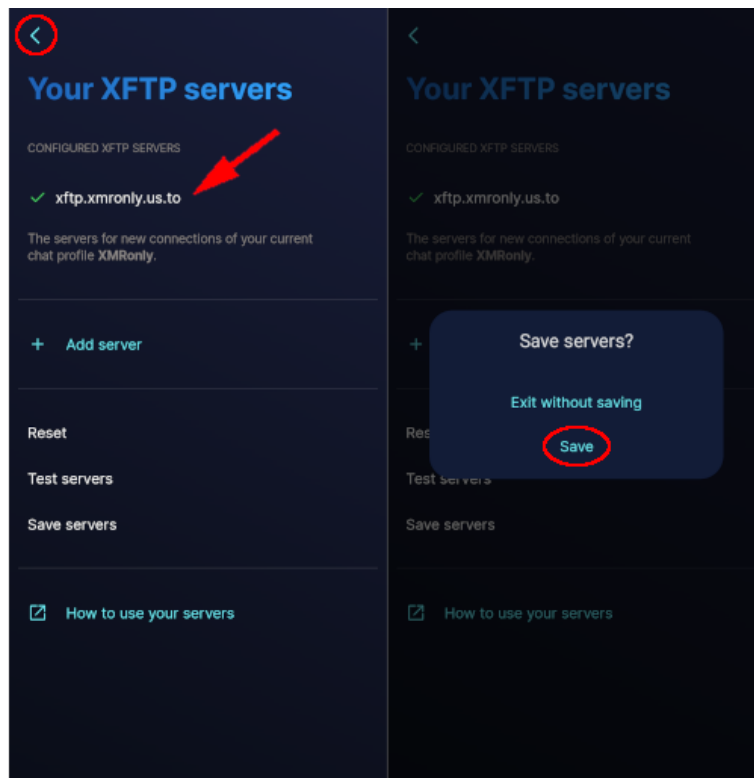 Your XFTP servers
CONFIGURED XFTP SERVERS
xftp.xmronly.us.to
The servers for new connections of your current
chat profile XMRonly.
+ Add server
Reset
Test servers
Save servers
How to use your servers
Your XFTP servers
CONFIGURED XFTP SERVERS
xftp.xmronly.us.to
The servers for new connections of your current
chat profile XMRonly.
+
Save servers?
Exit without saving
Save
Res
Test servers
Save servers
How to use your servers